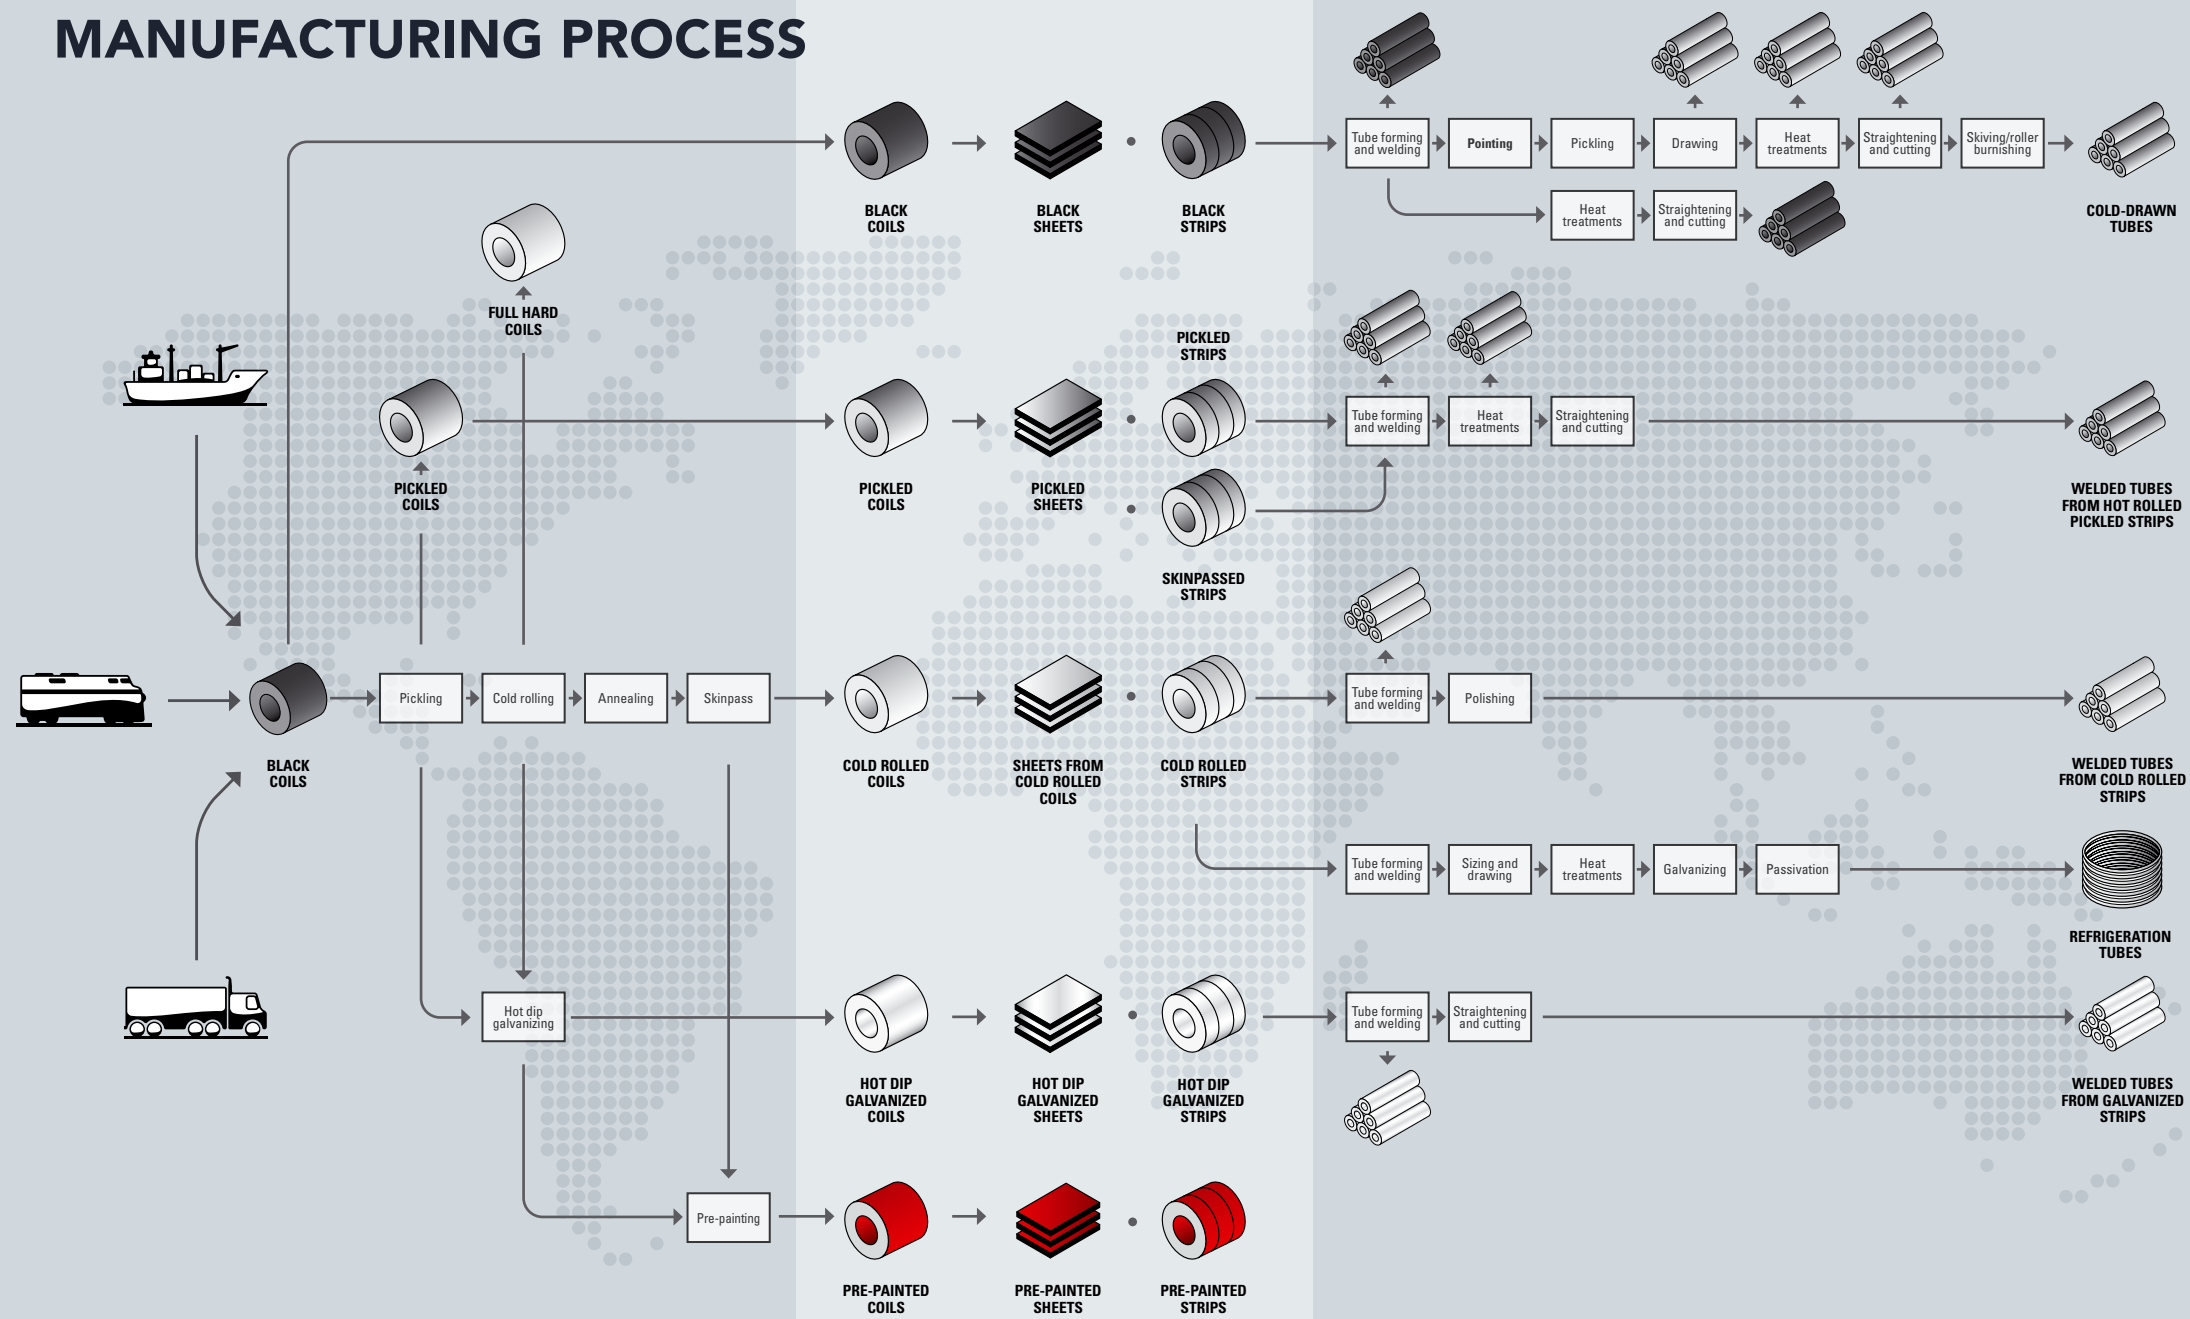 MANUFACTURING PROCESS
Tube forming
and welding
Pointing
Pickling
Drawing
Heat
treatments
Straightening
and cutting
Skiving/roller
burnishing
BLACK
COILS
BLACK
SHEETS
BLACK
STRIPS
Heat
treatments
Straightening
and cutting
COLD-DRAWN
TUBES
FULL HARD
COILS
PICKLED
STRIPS
Tube forming
and welding
Heat
treatments
Straightening
and cutting
PICKLED
COILS
PICKLED
COILS
PICKLED
SHEETS
WELDED TUBES
FROM HOT ROLLED
PICKLED STRIPS
SKINPASSED
STRIPS
Pickling
Cold rolling
Annealing
Skinpass
Tube forming
and welding
Polishing
BLACK
COILS
COLD ROLLED
COILS
SHEETS FROM
COLD ROLLED
COILS
COLD ROLLED
STRIPS
WELDED TUBES
FROM COLD ROLLED
STRIPS
Tube forming
and welding
Sizing and
drawing
Heat
treatments
Galvanizing
Passivation
REFRIGERATION
TUBES
Hot dip
galvanizing
Tube forming
and welding
Straightening
and cutting
HOT DIP
GALVANIZED
COILS
HOT DIP
GALVANIZED
SHEETS
HOT DIP
GALVANIZED
STRIPS
WELDED TUBES
FROM GALVANIZED
STRIPS
Pre-painting
PRE-PAINTED
COILS
PRE-PAINTED
SHEETS
PRE-PAINTED
STRIPS